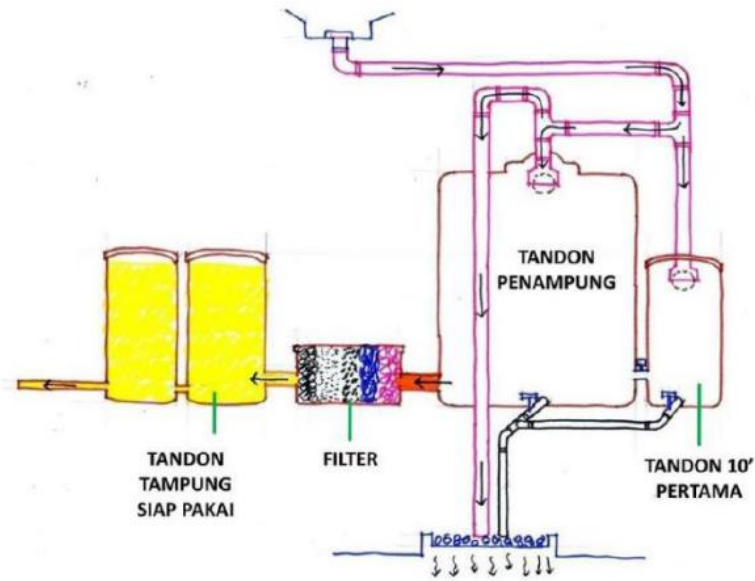 TANDON
PENAMPUNG
TANDON
TAMPUNG
SIAP PAKAI
FILTER
TANDON 10'
PERTAMA